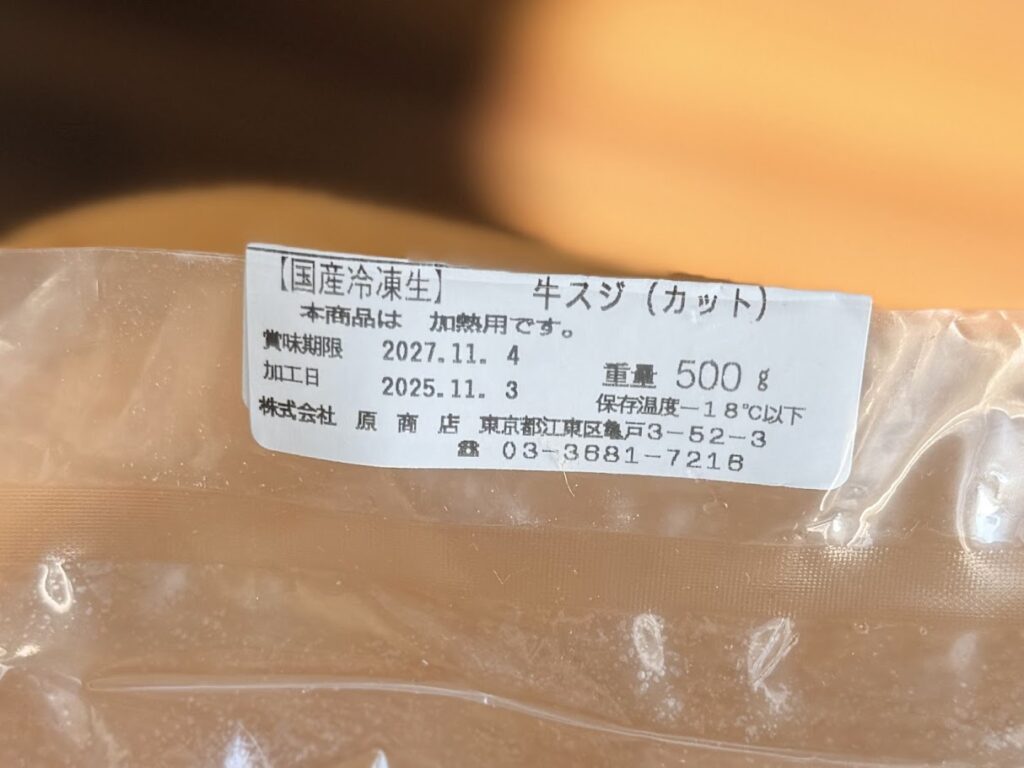 【国産冷凍生】 牛スジ（カット）
本商品は 加熱用です。
賞味期限 2027.11. 4
加工日 2025.11. 3 重量 500g
保存温度－18℃以下
株式会社 原商店 東京都江東区亀戸3－52－3
☎ 03－3681－7216